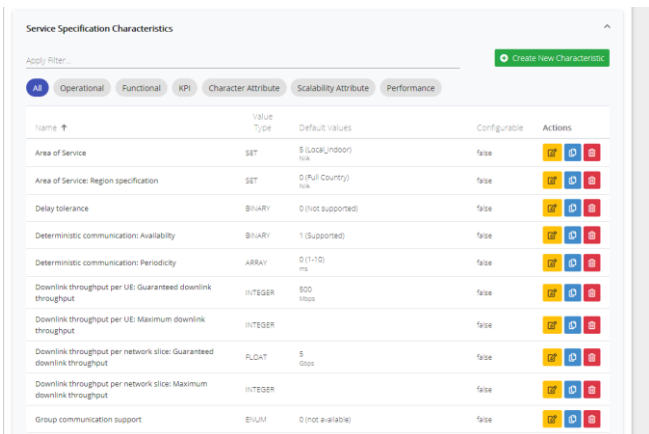 Service Specification Characteristics
Apply Filter...
Create New Characteristic
All Operational Functional KPI Character Attribute Scalability Attribute Performance
Name Value Type Default Values Configurable Actions
Area of Service SET 5 (Local,Indoor) false
N/A
Area of Service: Region specification SET 0 (Full Country) false
N/A
Delay tolerance BINARY 0 (Not supported) false
Deterministic communication: Availabilty BINARY 1 (Supported) false
Deterministic communication: Periodicity ARRAY 0 (1-10) false
ms
Downlink throughput per UE: Guaranteed downlink
throughput INTEGER 500 false
Mbps
Downlink throughput per UE: Maximum downlink
throughput INTEGER false
Downlink throughput per network slice: Guaranteed
downlink throughput FLOAT 5 false
Gbps
Downlink throughput per network slice: Maximum
downlink throughput INTEGER false
Group communication support ENUM 0 (not available) false